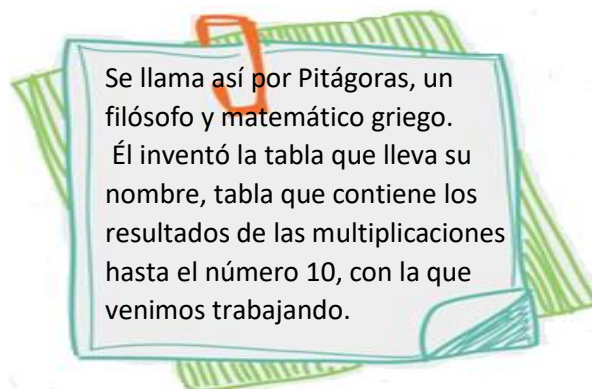 Se llama así por Pitágoras, un
filósofo y matemático griego.
Él inventó la tabla que lleva su
nombre, tabla que contiene los
resultados de las multiplicaciones
hasta el número 10, con la que
venimos trabajando.